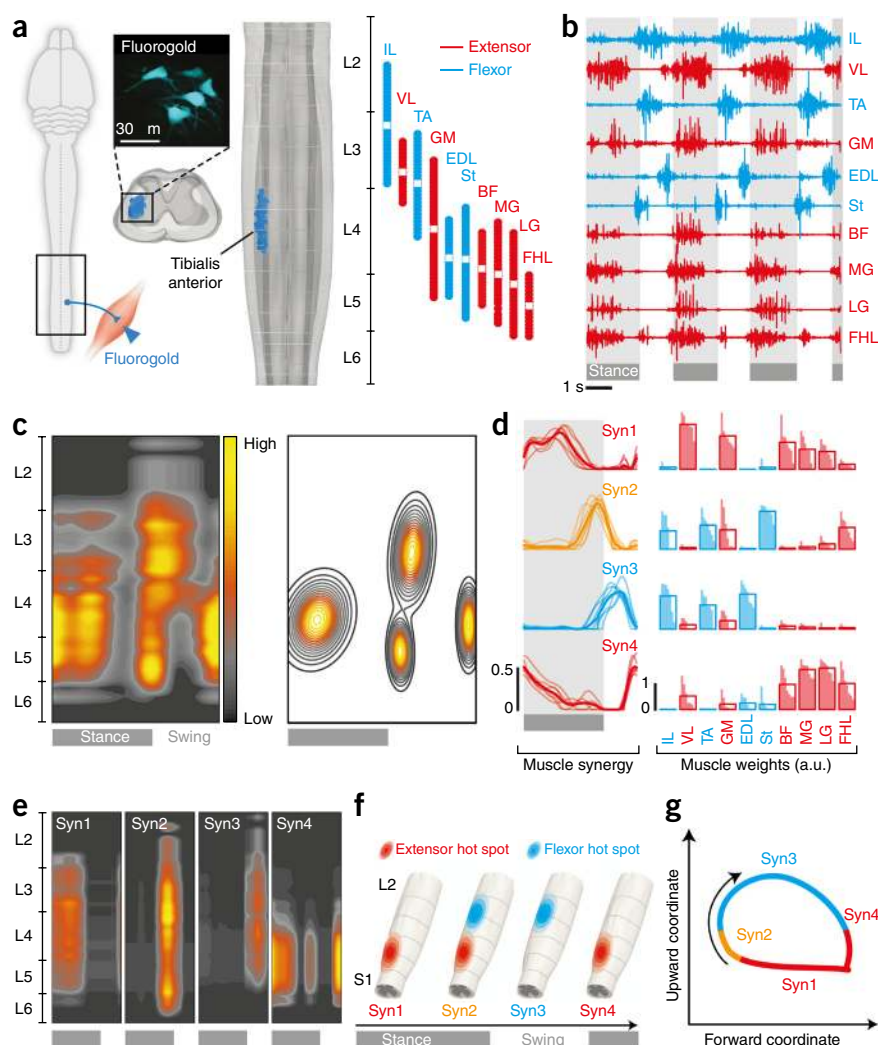 a
Fluorogold
30 m
Tibialis
anterior
Fluorogold
L2
L3
L4
L5
L6
Extensor
Flexor
IL
VL
TA
GM
EDL
St
BF
MG
LG
FHL
b
IL
VL
TA
GM
EDL
St
BF
MG
LG
FHL
Stance
1 s
c
L2
L3
L4
L5
L6
High
Low
Stance
Swing
d
Syn1
Syn2
Syn3
Syn4
0.5
0
1
0
IL
VL
TA
GM
EDL
St
BF
MG
LG
FHL
Muscle synergy
Muscle weights (a.u.)
e
L2
L3
L4
L5
L6
Syn1
Syn2
Syn3
Syn4
f
Extensor hot spot
Flexor hot spot
L2
S1
Syn1
Syn2
Syn3
Syn4
Stance
Swing
g
Upward coordinate
Syn3
Syn4
Syn2
Syn1
Forward coordinate